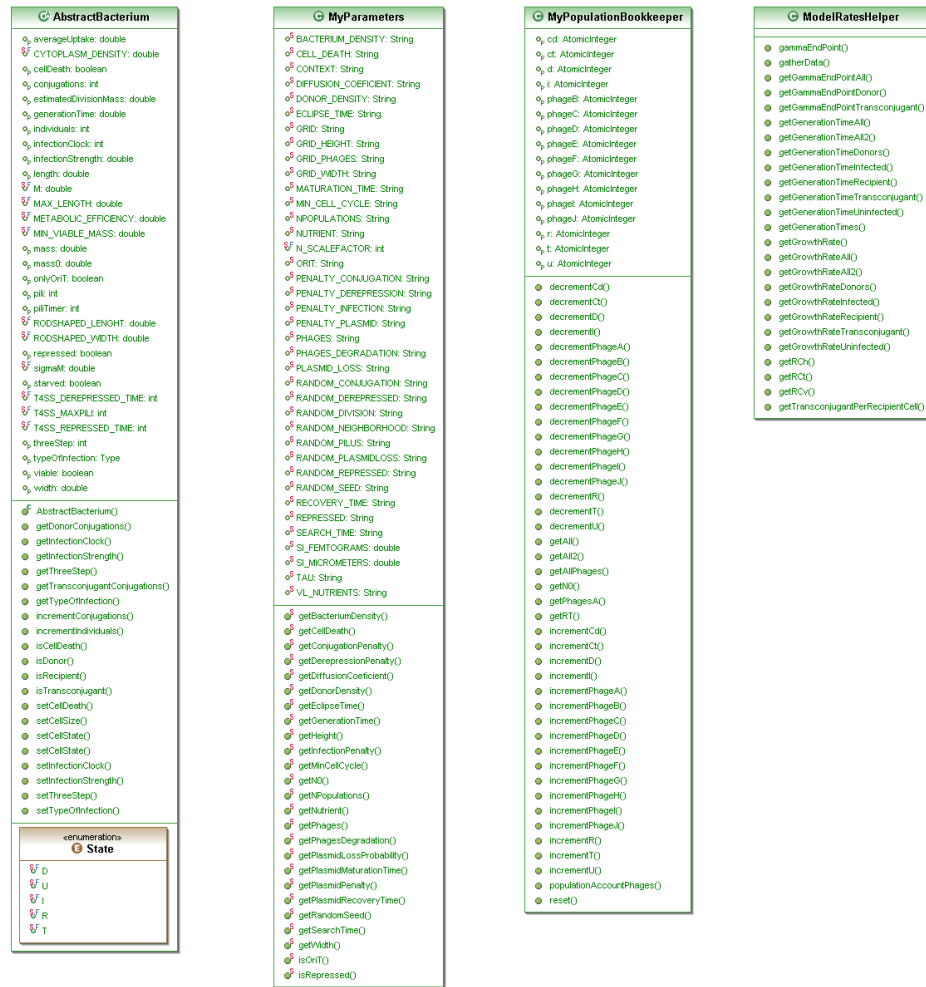 AbstractBacterium
averageUptake: double
CYTOPLASM_DENSITY: double
cellDeath: boolean
conjugations: int
estimatedDivisionMass: double
generationTime: double
individuals: int
infectionClock: int
infectionStrength: double
length: double
M: double
MAX_LENGTH: double
METABOLIC_EFFICIENCY: double
MIN_VIABLE_MASS: double
mass: double
mass0: double
onlyOriT: boolean
pili: int
piliTimer: int
RODSHAPED_LENGHT: double
RODSHAPED_WIDTH: double
repressed: boolean
sigmaM: double
starved: boolean
T4SS_DEREPRESSED_TIME: int
T4SS_MAXPILI: int
T4SS_REPRESSED_TIME: int
threeStep: int
typeOfInfection: Type
viable: boolean
width: double
AbstractBacterium()
getDonorConjugations()
getInfectionClock()
getInfectionStrength()
getThreeStep()
getTransconjugantConjugations()
getTypeOfInfection()
incrementConjugations()
incrementIndividuals()
isCellDeath()
isDonor()
isRecipient()
isTransconjugant()
setCellDeath()
setCellSize()
setCellState()
setCellState()
setInfectionClock()
setInfectionStrength()
setThreeStep()
setTypeOfInfection()
«enumeration»
State
D
U
I
R
T
MyParameters
BACTERIUM_DENSITY: String
CELL_DEATH: String
CONTEXT: String
DIFFUSION_COEFICIENT: String
DONOR_DENSITY: String
ECLIPSE_TIME: String
GRID: String
GRID_HEIGHT: String
GRID_PHAGES: String
GRID_WIDTH: String
MATURATION_TIME: String
MIN_CELL_CYCLE: String
NPOPULATIONS: String
NUTRIENT: String
N_SCALEFACTOR: int
ORIT: String
PENALTY_CONJUGATION: String
PENALTY_DEREPRESSION: String
PENALTY_INFECTION: String
PENALTY_PLASMID: String
PHAGES: String
PHAGES_DEGRADATION: String
PLASMID_LOSS: String
RANDOM_CONJUGATION: String
RANDOM_DEREPRESSED: String
RANDOM_DIVISION: String
RANDOM_NEIGHBORHOOD: String
RANDOM_PILUS: String
RANDOM_PLASMIDLOSS: String
RANDOM_REPRESSED: String
RANDOM_SEED: String
RECOVERY_TIME: String
REPRESSED: String
SEARCH_TIME: String
SI_FEMTOGRAMS: double
SI_MICROMETERS: double
TAU: String
VL_NUTRIENTS: String
getBacteriumDensity()
getCellDeath()
getConjugationPenalty()
getDerepressionPenalty()
getDiffusionCoeficient()
getDonorDensity()
getEclipseTime()
getGenerationTime()
getHeight()
getInfectionPenalty()
getMinCellCycle()
getN0()
getNPopulations()
getNutrient()
getPhages()
getPhagesDegradation()
getPlasmidLossProbability()
getPlasmidMaturationTime()
getPlasmidPenalty()
getPlasmidRecoveryTime()
getRandomSeed()
getSearchTime()
getWidth()
isOriT()
isRepressed()
MyPopulationBookkeeper
cd: AtomicInteger
ct: AtomicInteger
d: AtomicInteger
i: AtomicInteger
phageB: AtomicInteger
phageC: AtomicInteger
phageD: AtomicInteger
phageE: AtomicInteger
phageF: AtomicInteger
phageG: AtomicInteger
phageH: AtomicInteger
phageI: AtomicInteger
phageJ: AtomicInteger
r: AtomicInteger
t: AtomicInteger
u: AtomicInteger
decrementCd()
decrementCt()
decrementD()
decrementI()
decrementPhageA()
decrementPhageB()
decrementPhageC()
decrementPhageD()
decrementPhageE()
decrementPhageF()
decrementPhageG()
decrementPhageH()
decrementPhageI()
decrementPhageJ()
decrementR()
decrementT()
decrementU()
getAll()
getAll2()
getAllPhages()
getN0()
getPhagesA()
getRT()
incrementCd()
incrementCt()
incrementD()
incrementI()
incrementPhageA()
incrementPhageB()
incrementPhageC()
incrementPhageD()
incrementPhageE()
incrementPhageF()
incrementPhageG()
incrementPhageH()
incrementPhageI()
incrementPhageJ()
incrementR()
incrementT()
incrementU()
populationAccountPhages()
reset()
ModelRatesHelper
gammaEndPoint()
gatherData()
getGammaEndPointAll()
getGammaEndPointDonor()
getGammaEndPointTransconjugant()
getGenerationTimeAll()
getGenerationTimeAll2()
getGenerationTimeDonors()
getGenerationTimeInfected()
getGenerationTimeRecipient()
getGenerationTimeTransconjugant()
getGenerationTimeUninfected()
getGenerationTimes()
getGrowthRate()
getGrowthRateAll()
getGrowthRateAll2()
getGrowthRateDonors()
getGrowthRateInfected()
getGrowthRateRecipient()
getGrowthRateTransconjugant()
getGrowthRateUninfected()
getRCh()
getRCt()
getRCv()
getTransconjugantPerRecipientCell()